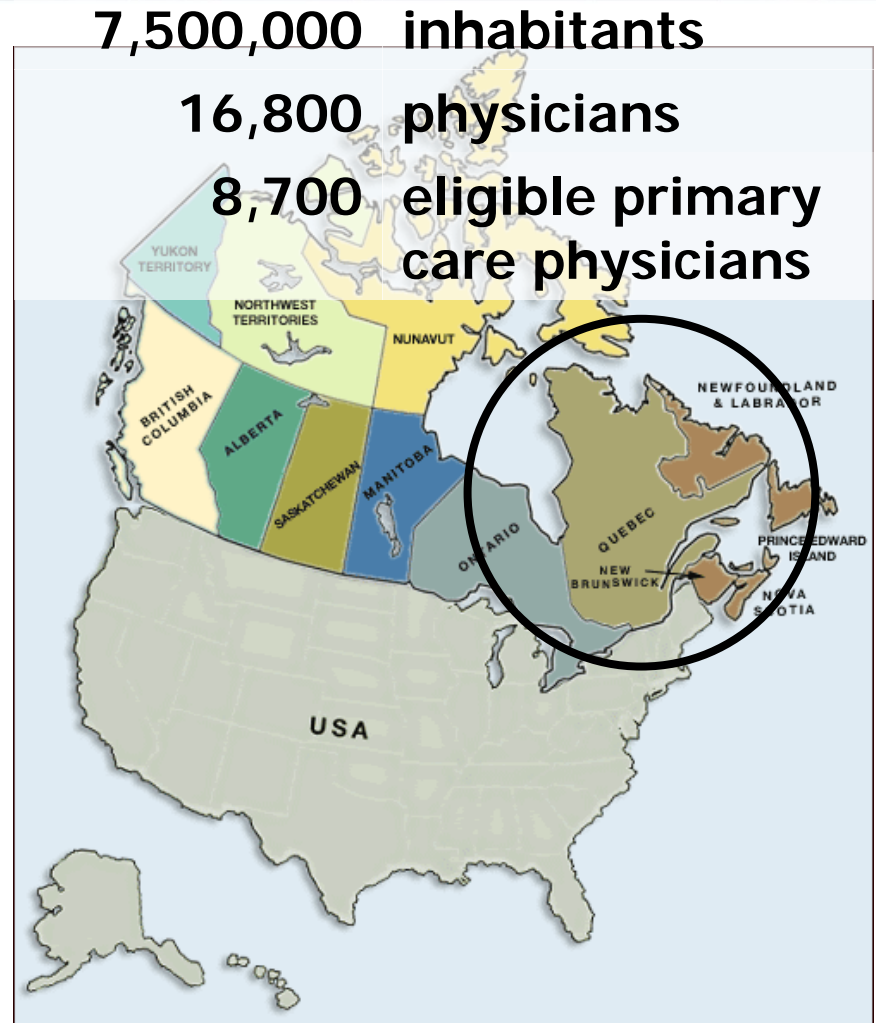 7,500,000 inhabitants
16,800 physicians
8,700 eligible primary
care physicians
YUKON
TERRITORY
NORTHWEST
TERRITORIES
NUNAVUT
BRITISH
COLUMBIA
ALBERTA
SASKATCHEWAN
MANITOBA
ONTARIO
QUEBEC
NEWFOUNDLAND
& LABRADOR
PRINCE EDWARD
ISLAND
NEW
BRUNSWICK
NOVA
SCOTIA
USA